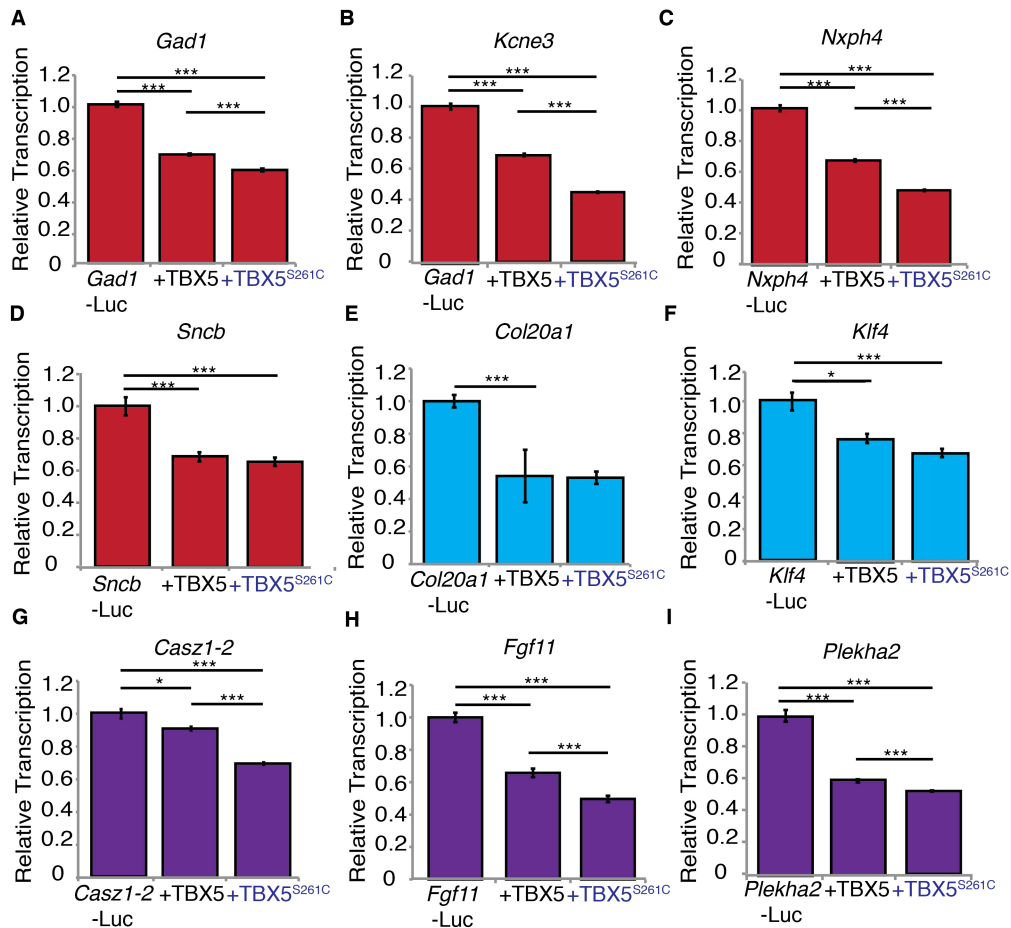 A
Gad1
Relative Transcription
1.2
1.0
0.8
0.6
0.4
0.2
0
***
***
***
Gad1
-Luc
+TBX5
+TBX5S261C
B
Kcne3
Relative Transcription
1.2
1.0
0.8
0.6
0.4
0.2
0
***
***
***
Gad1
-Luc
+TBX5
+TBX5S261C
C
Nxph4
Relative Transcription
1.2
1.0
0.8
0.6
0.4
0.2
0
***
***
***
Nxph4
-Luc
+TBX5
+TBX5S261C
D
Sncb
Relative Transcription
1.2
1.0
0.8
0.6
0.4
0.2
0
***
***
Sncb
-Luc
+TBX5
+TBX5S261C
E
Col20a1
Relative Transcription
1.2
1.0
0.8
0.6
0.4
0.2
0
***
Col20a1
-Luc
+TBX5
+TBX5S261C
F
Klf4
Relative Transcription
1.2
1.0
0.8
0.6
0.4
0.2
0
***
*
Klf4
-Luc
+TBX5
+TBX5S261C
G
Casz1-2
Relative Transcription
1.2
1.0
0.8
0.6
0.4
0.2
0
***
*
***
Casz1-2
-Luc
+TBX5
+TBX5S261C
H
Fgf11
Relative Transcription
1.2
1.0
0.8
0.6
0.4
0.2
0
***
***
***
Fgf11
-Luc
+TBX5
+TBX5S261C
I
Plekha2
Relative Transcription
1.2
1.0
0.8
0.6
0.4
0.2
0
***
***
***
Plekha2
-Luc
+TBX5
+TBX5S261C